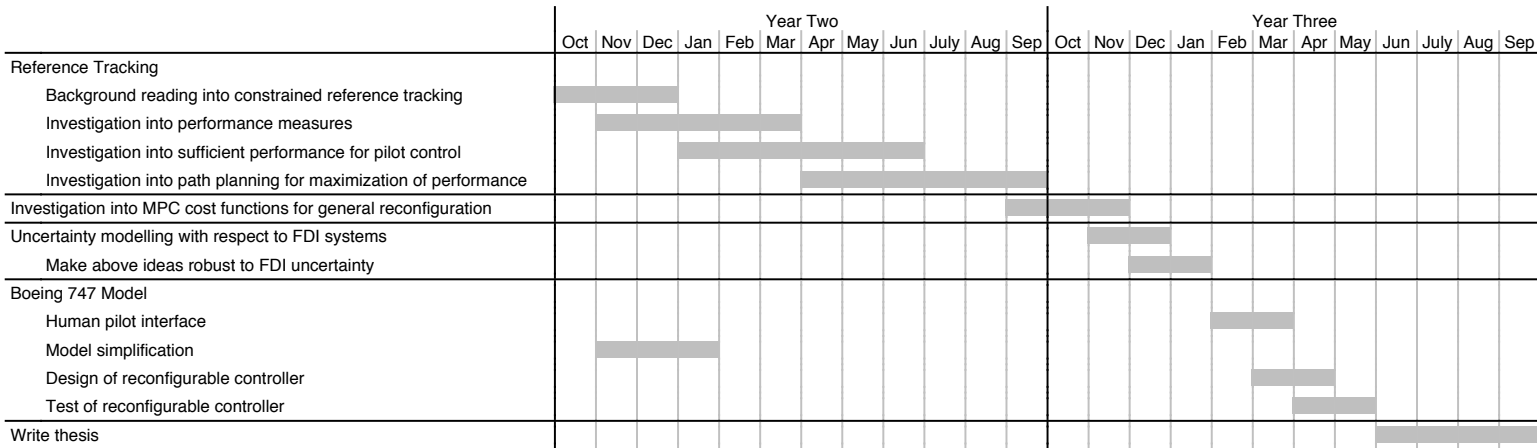 Year Two Year Three
Oct Nov Dec Jan Feb Mar Apr May Jun July Aug Sep Oct Nov Dec Jan Feb Mar Apr May Jun July Aug Sep
Reference Tracking
Background reading into constrained reference tracking
Investigation into performance measures
Investigation into sufficient performance for pilot control
Investigation into path planning for maximization of performance
Investigation into MPC cost functions for general reconfiguration
Uncertainty modelling with respect to FDI systems
Make above ideas robust to FDI uncertainty
Boeing 747 Model
Human pilot interface
Model simplification
Design of reconfigurable controller
Test of reconfigurable controller
Write thesis